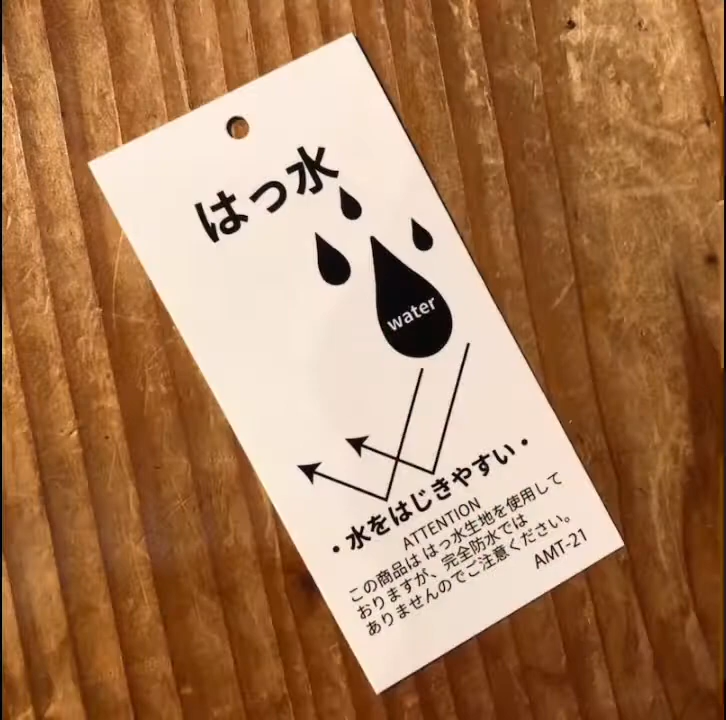 はっ水
water
・水をはじきやすい・
ATTENTION
この商品は はっ水生地を使用して
おりますが、完全防水では
ありませんのでご注意ください。
AMT-21